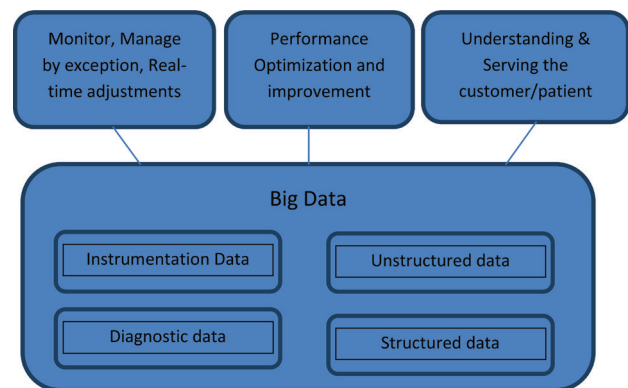 Monitor, Manage
by exception, Real-
time adjustments
Performance
Optimization and
improvement
Understanding &
Serving the
customer/patient
Big Data
Instrumentation Data
Unstructured data
Diagnostic data
Structured data